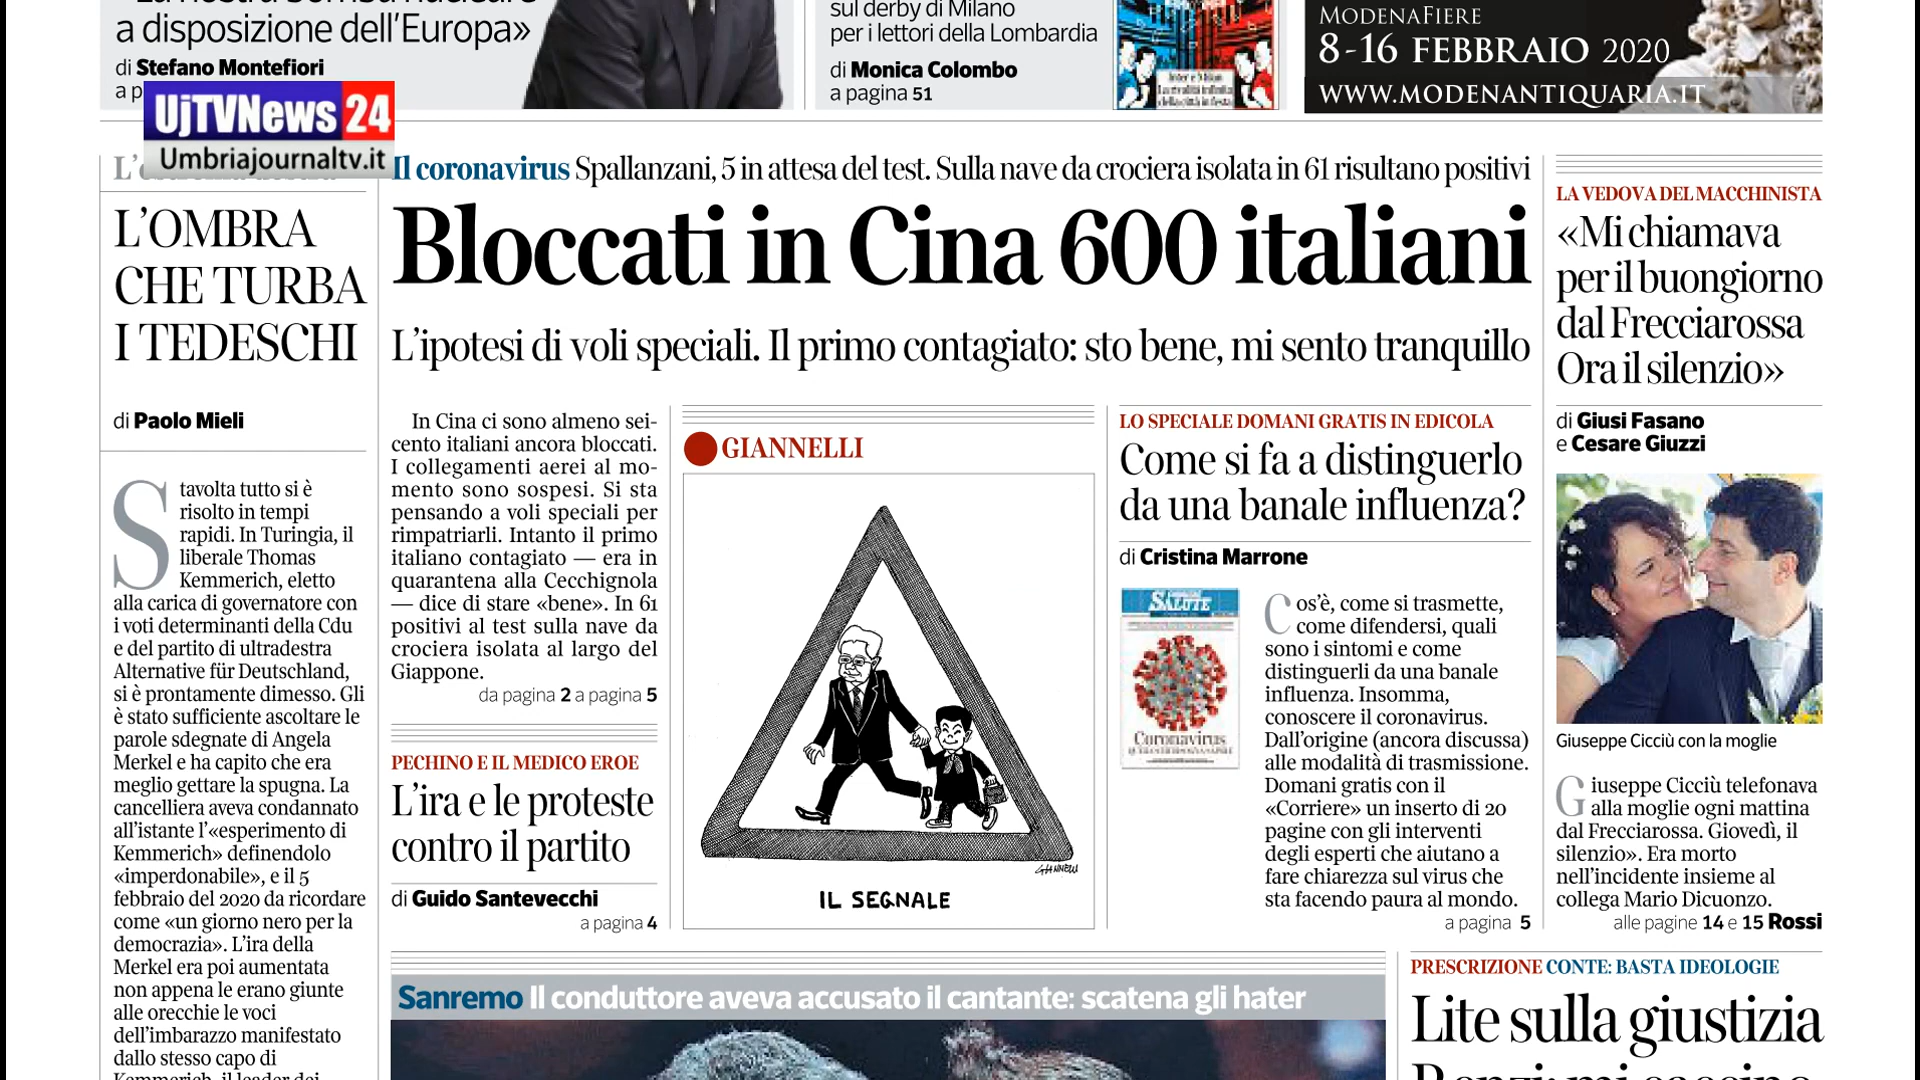 a disposizione dell'Europa»
di Stefano Montefiori
sul derby di Milano
per i lettori della Lombardia
di Monica Colombo
a pagina 51
ModenaFiere
8-16 FEBBRAIO 2020
WWW.MODENANTIQUARIA.IT
UjTVNews 24
Umbriajournaltv.it
L'OMBRA
CHE TURBA
I TEDESCHI
di Paolo Mieli
Stavolta tutto si è
risolto in tempi
rapidi. In Turingia, il
liberale Thomas
Kemmerich, eletto
alla carica di governatore con
i voti determinanti della Cdu
e del partito di ultradestra
Alternative für Deutschland,
si è prontamente dimesso. Gli
è stato sufficiente ascoltare le
parole sdegnate di Angela
Merkel e ha capito che era
meglio gettare la spugna. La
cancelliera aveva condannato
all'istante l'«esperimento di
Kemmerich» definendolo
«imperdonabile», e il 5
febbraio del 2020 da ricordare
come «un giorno nero per la
democrazia». L'ira della
Merkel era poi aumentata
non appena le erano giunte
alle orecchie le voci
dell'imbarazzo manifestato
dallo stesso capo di
Il coronavirus Spallanzani, 5 in attesa del test. Sulla nave da crociera isolata in 61 risultano positivi
Bloccati in Cina 600 italiani
L'ipotesi di voli speciali. Il primo contagiato: sto bene, mi sento tranquillo
In Cina ci sono almeno sei-
cento italiani ancora bloccati.
I collegamenti aerei al mo-
mento sono sospesi. Si sta
pensando a voli speciali per
rimpatriarli. Intanto il primo
italiano contagiato — era in
quarantena alla Cecchignola
— dice di stare «bene». In 61
positivi al test sulla nave da
crociera isolata al largo del
Giappone.
da pagina 2 a pagina 5
PECHINO E IL MEDICO EROE
L'ira e le proteste
contro il partito
di Guido Santevecchi
a pagina 4
GIANNELLI
GIANNELLI
IL SEGNALE
LO SPECIALE DOMANI GRATIS IN EDICOLA
Come si fa a distinguerlo
da una banale influenza?
di Cristina Marrone
SALUTE
Coronavirus
Cos'è, come si trasmette,
come difendersi, quali
sono i sintomi e come
distinguerli da una banale
influenza. Insomma,
conoscere il coronavirus.
Dall'origine (ancora discussa)
alle modalità di trasmissione.
Domani gratis con il
«Corriere» un inserto di 20
pagine con gli interventi
degli esperti che aiutano a
fare chiarezza sul virus che
sta facendo paura al mondo.
a pagina 5
LA VEDOVA DEL MACCHINISTA
«Mi chiamava
per il buongiorno
dal Frecciarossa
Ora il silenzio»
di Giusi Fasano
e Cesare Giuzzi
Giuseppe Cicciù con la moglie
Giuseppe Cicciù telefonava
alla moglie ogni mattina
dal Frecciarossa. Giovedì, il
silenzio». Era morto
nell'incidente insieme al
collega Mario Dicuonzo.
alle pagine 14 e 15 Rossi
Sanremo Il conduttore aveva accusato il cantante: scatena gli hater
PRESCRIZIONE CONTE: BASTA IDEOLOGIE
Lite sulla giustizia